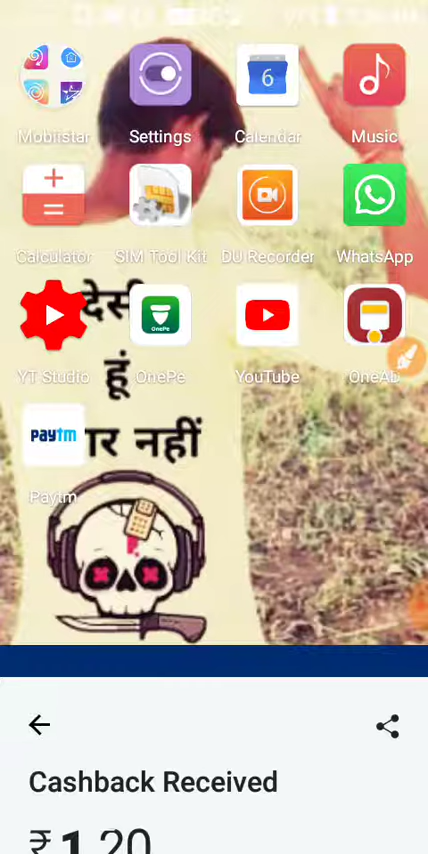 Mobiistar Settings Calendar Music
6
Calculator SIM Tool Kit DU Recorder WhatsApp
देसी
OnePe
YT Studio OnePe YouTube
हूं
paytm
Paytm
नहीं
Cashback Received
₹1.20